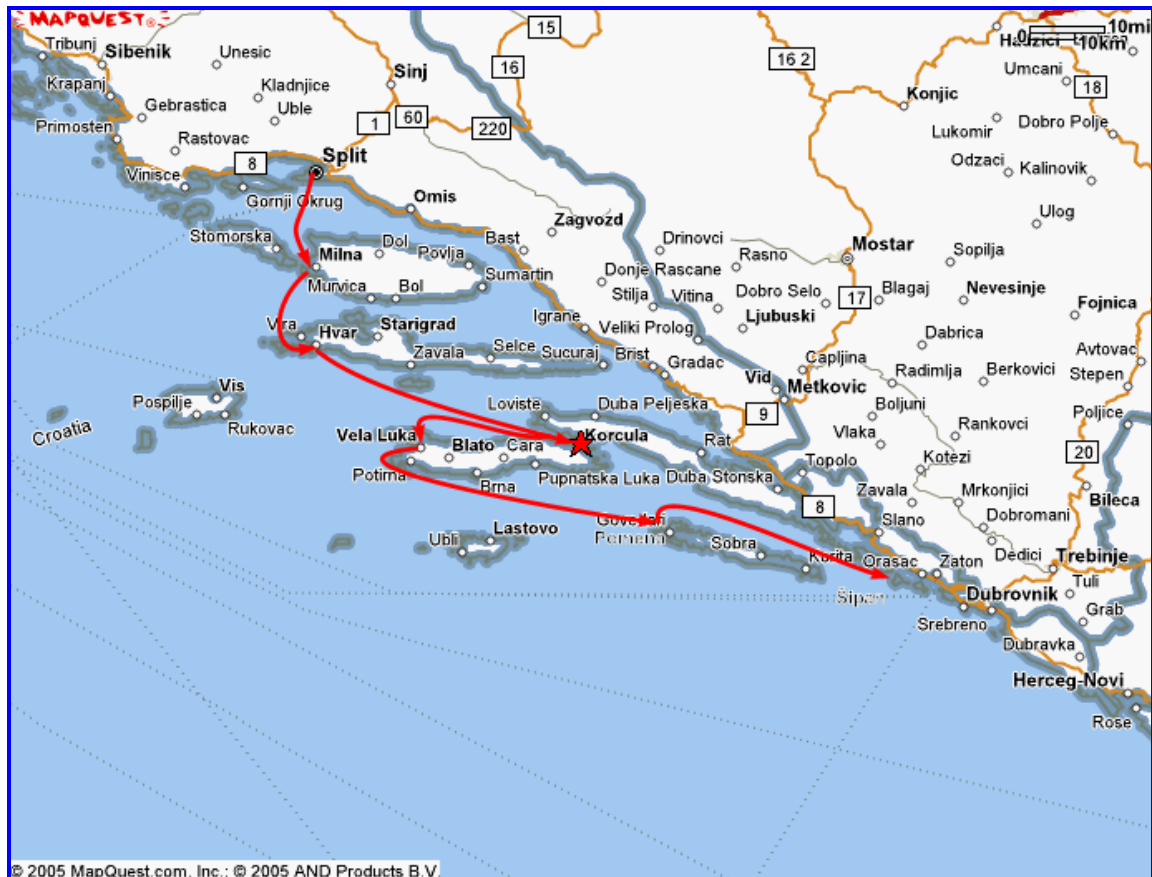 MAPQUEST®
10mi
0
10km
15
16 2
Tribunj
Sibenik
Unesic
Hadzici
Umcani
16
Sinj
18
Krapanj
Kladnjice
Konjic
Gebrastica
Uble
60
1
220
Lukomir
Dobro Polje
Primosten
Rastovac
8
Split
Odzaci
Kalinovik
Vinisce
Gornji Okrug
Omis
Zagvozd
Ulog
Stomorska
Dol
Bast
Drinovci
Mostar
Sopilja
Milna
Povlja
Donje Rascane
Rasno
Murvica
Bol
Sumartin
Stilja
Vitina
Dobro Selo
17
Blagaj
Nevesinje
Fojnica
Igrane
Veliki Prolog
Ljubuski
Vira
Hvar
Starigrad
Dabrica
Zavala
Selce
Sucuraj
Brist
Gradac
Capljina
Avtovac
Vid
Metkovic
Radimlja
Berkovici
Stepen
Vis
Pospilje
Rukovac
Loviste
Duba Peljeska
9
Boljuni
Poljice
Croatia
Vela Luka
Blato
Cara
Korcula
Rat
Vlaka
Rankovci
20
Potirna
Brna
Pupnatska Luka
Duba Stonska
Topolo
Kotezi
Zavala
Mrkonjici
Bileca
8
Slano
Dobromani
Lastovo
Ubli
Govedari
Pomena
Sobra
Korita
Orasac
Zaton
Dedici
Trebinje
Tuli
Šipan
Dubrovnik
Grab
Srebreno
Dubravka
Herceg-Novi
Rose
© 2005 MapQuest.com, Inc.; © 2005 AND Products B.V.